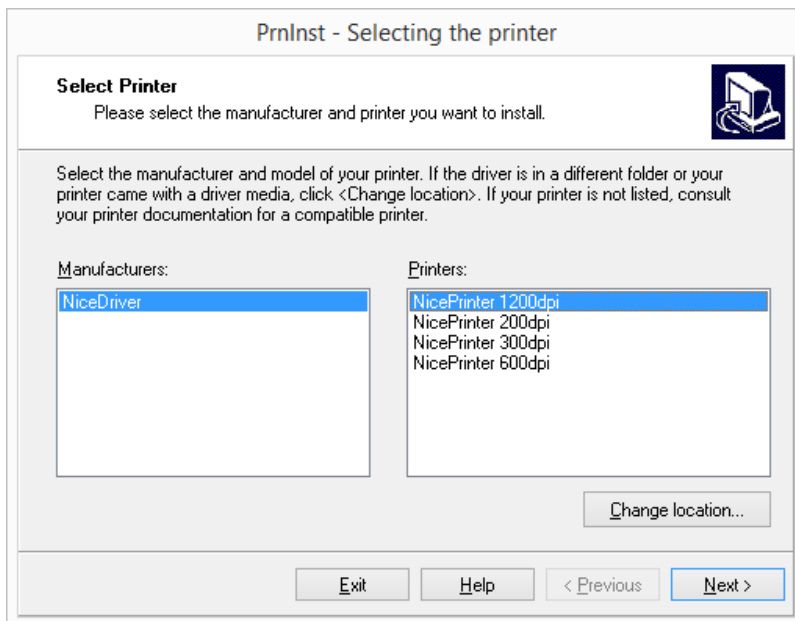 PrnInst - Selecting the printer
Select Printer
Please select the manufacturer and printer you want to install.
Select the manufacturer and model of your printer. If the driver is in a different folder or your
printer came with a driver media, click <Change location>. If your printer is not listed, consult
your printer documentation for a compatible printer.
Manufacturers:
NiceDriver
Printers:
NicePrinter 1200dpi
NicePrinter 200dpi
NicePrinter 300dpi
NicePrinter 600dpi
Change location...
Exit
Help
< Previous
Next >